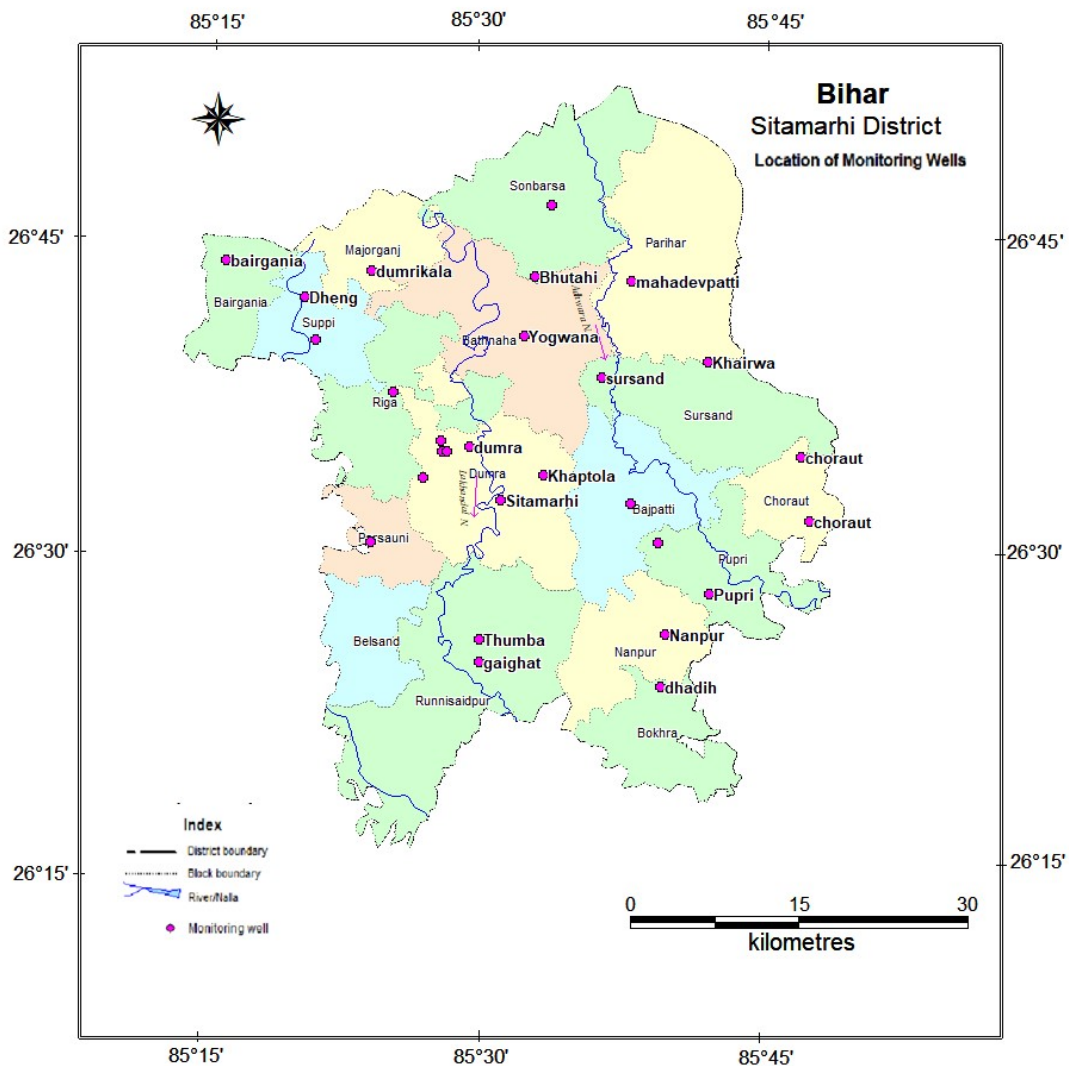 85°15' 85°30' 85°45'
Bihar
Sitamarhi District
Location of Monitoring Wells
Sonbarsa
26°45' 26°45'
Majorganj
Parihar
bairgania
dumrikala
Bhutahi
mahadevpatti
Bairgania
Dheng
Suppi
Adhwara N.
Bathnaha
Yogwana
Khairwa
sursand
Riga
Sursand
dumra
choraut
Dumra
Khaptola
Lakhandai N.
Sitamarhi
Bajpatti
Choraut
choraut
Parsauni
26°30' 26°30'
Pupri
Pupri
Belsand
Thumba
Nanpur
gaighat
Nanpur
dhadih
Runnisaidpur
Bokhra
Index
District boundary
Block boundary
River/Nalla
Monitoring well
26°15' 26°15'
0 15 30
kilometres
85°15' 85°30' 85°45'